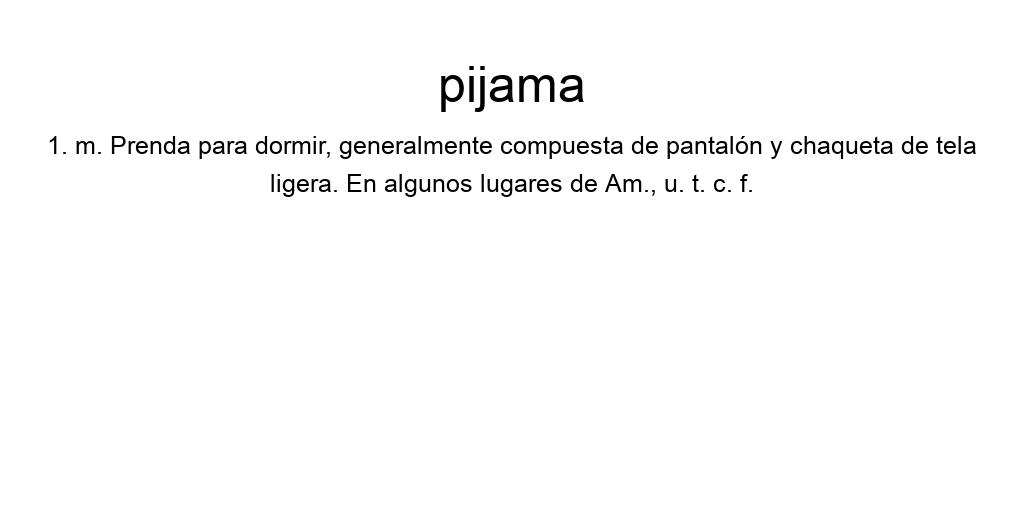 pijama
1. m. Prenda para dormir, generalmente compuesta de pantalón y chaqueta de tela
ligera. En algunos lugares de Am., u. t. c. f.